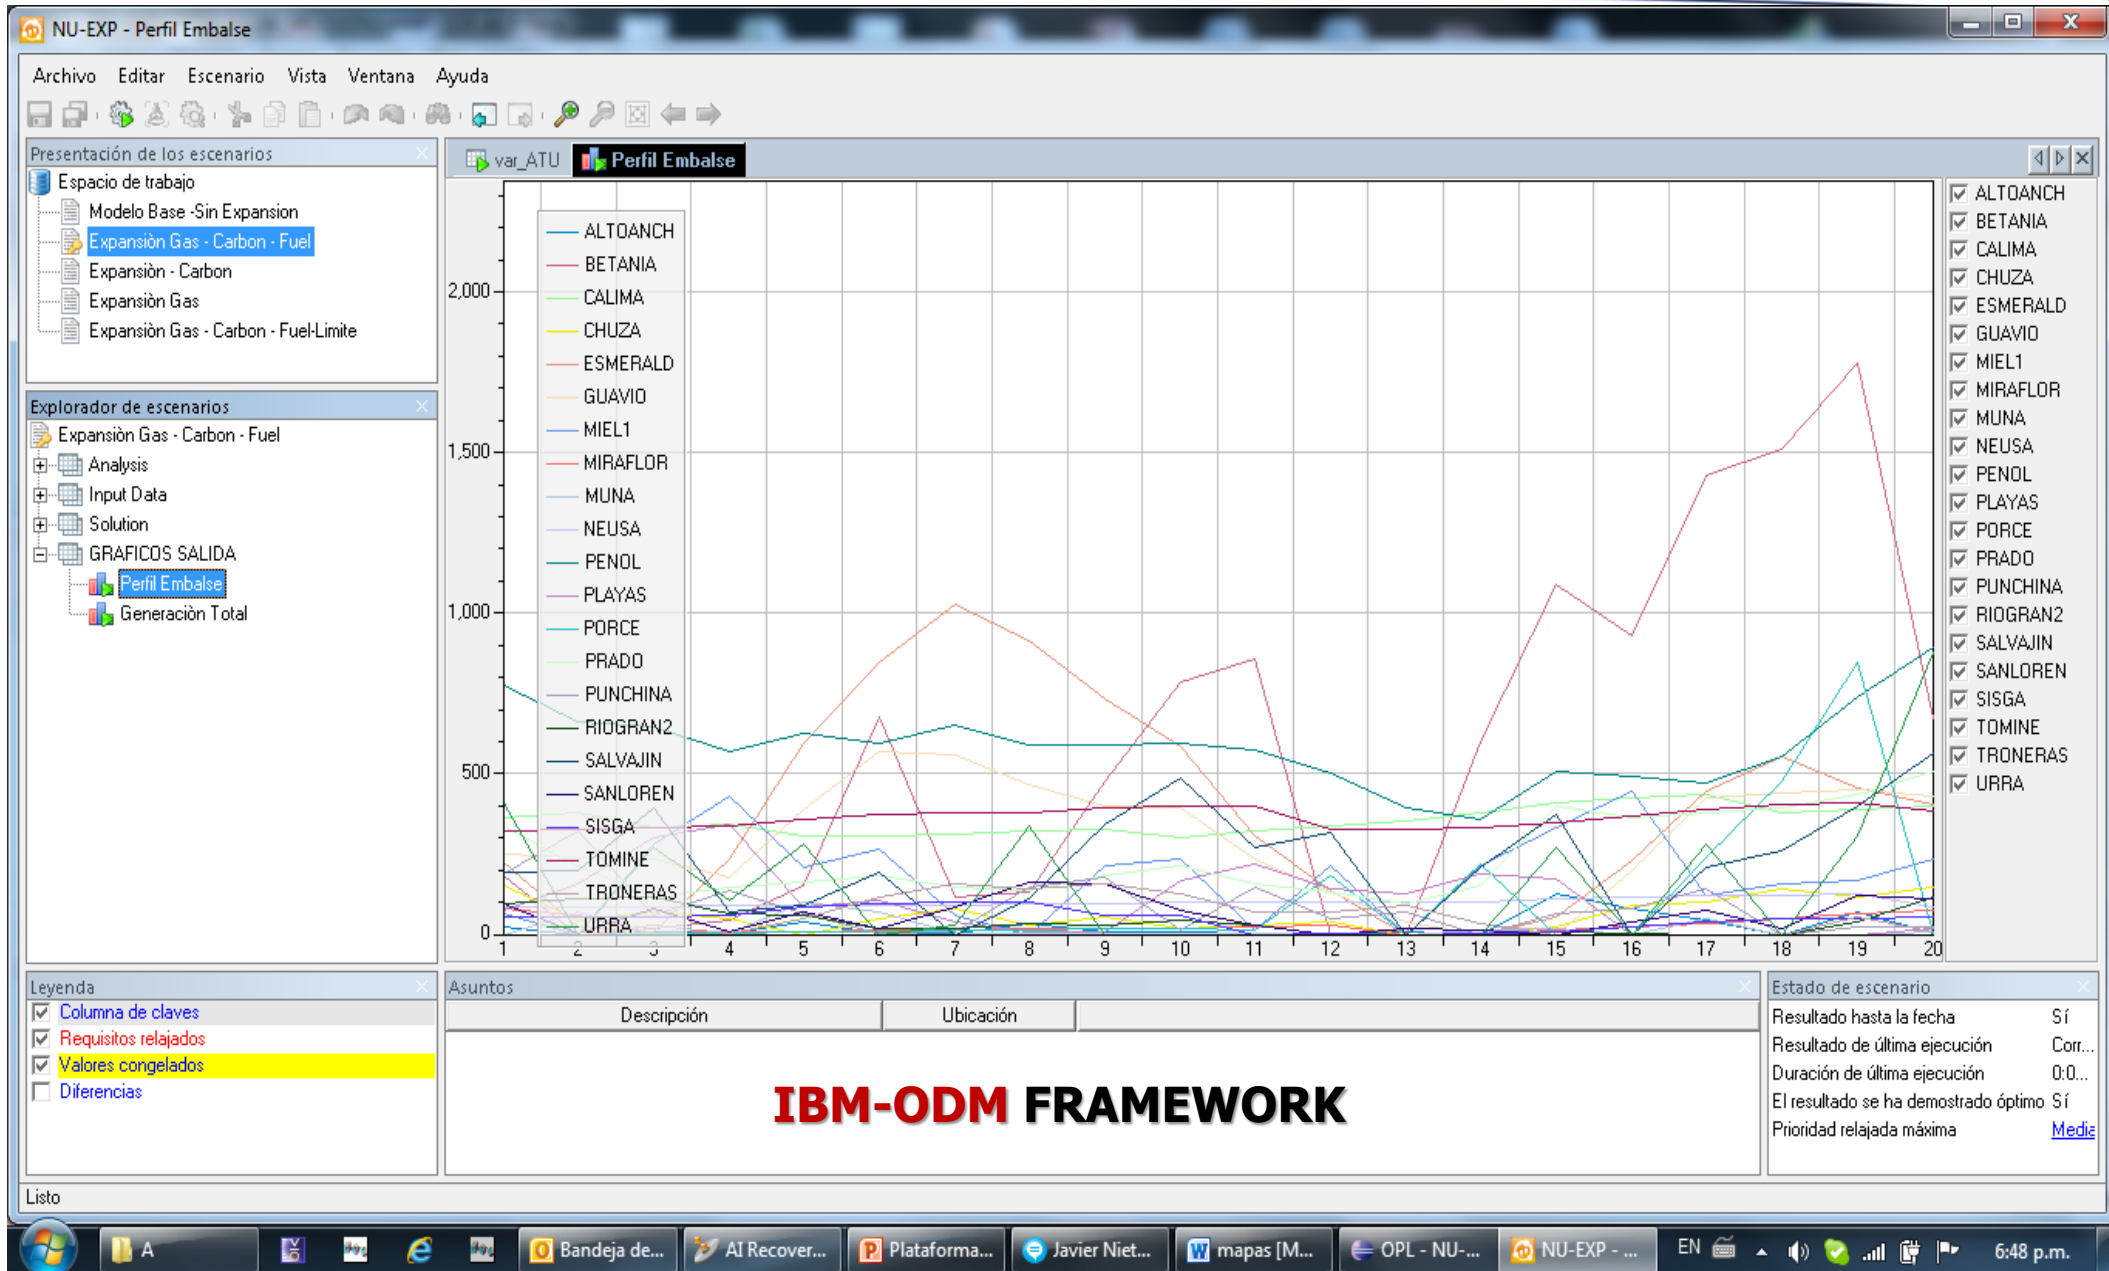 NU-EXP - Perfil Embalse
Archivo Editar Escenario Vista Ventana Ayuda
Presentación de los escenarios
Espacio de trabajo
Modelo Base -Sin Expansion
Expansiòn Gas - Carbon - Fuel
Expansiòn - Carbon
Expansiòn Gas
Expansiòn Gas - Carbon - Fuel-Limite
Explorador de escenarios
Expansiòn Gas - Carbon - Fuel
Analysis
Input Data
Solution
GRAFICOS SALIDA
Perfil Embalse
Generaciòn Total
var_ATU Perfil Embalse
2,000
1,500
1,000
500
0
1 2 3 4 5 6 7 8 9 10 11 12 13 14 15 16 17 18 19 20
ALTOANCH
BETANIA
CALIMA
CHUZA
ESMERALD
GUAVIO
MIEL1
MIRAFLOR
MUNA
NEUSA
PENOL
PLAYAS
PORCE
PRADO
PUNCHINA
RIOGRAN2
SALVAJIN
SANLOREN
SISGA
TOMINE
TRONERAS
URRA
ALTOANCH
BETANIA
CALIMA
CHUZA
ESMERALD
GUAVIO
MIEL1
MIRAFLOR
MUNA
NEUSA
PENOL
PLAYAS
PORCE
PRADO
PUNCHINA
RIOGRAN2
SALVAJIN
SANLOREN
SISGA
TOMINE
TRONERAS
URRA
Leyenda
Columna de claves
Requisitos relajados
Valores congelados
Diferencias
Asuntos
Descripción Ubicación
IBM-ODM FRAMEWORK
Estado de escenario
Resultado hasta la fecha Sí
Resultado de última ejecución Corr...
Duración de última ejecución 0:0...
El resultado se ha demostrado óptimo Sí
Prioridad relajada máxima Media
Listo
A Bandeja de... AI Recover... Plataforma... Javier Niet... mapas [M... OPL - NU-... NU-EXP - ... EN 6:48 p.m.